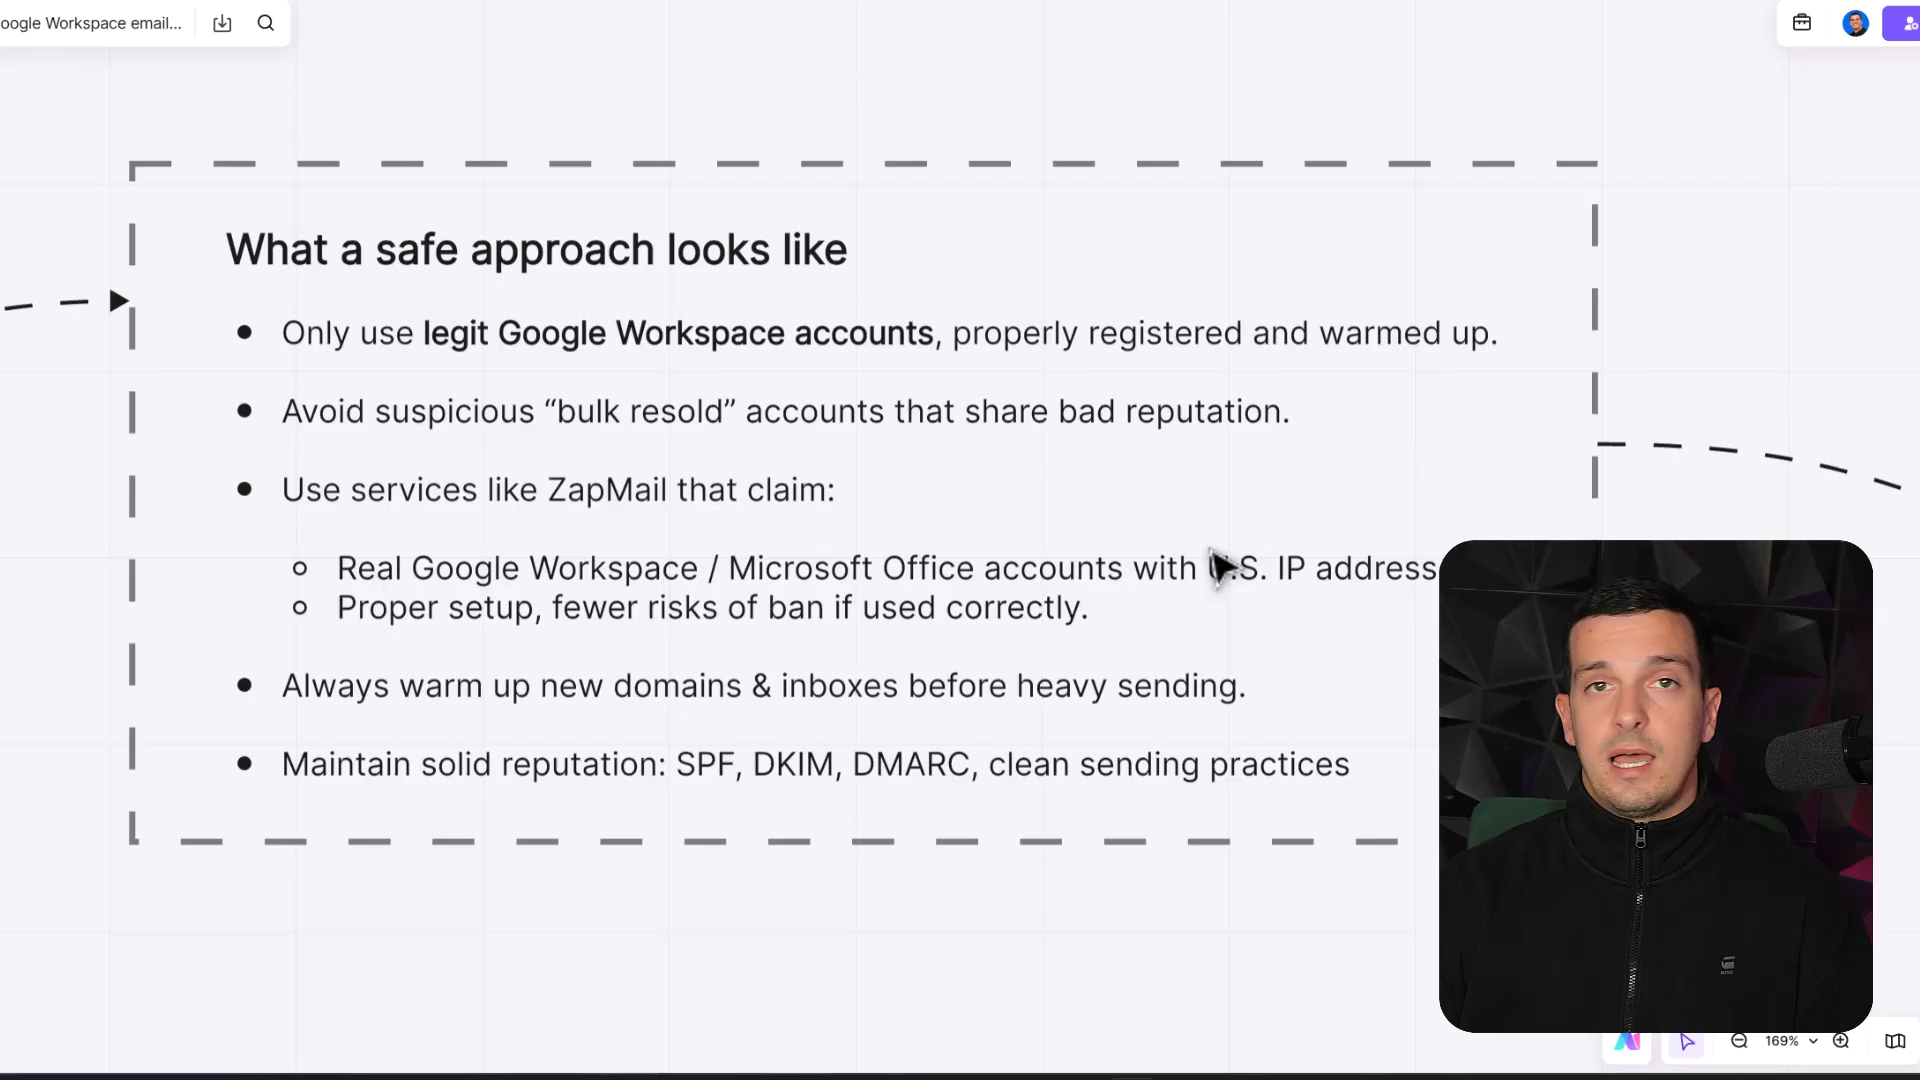 oogle Workspace email...
What a safe approach looks like
Only use legit Google Workspace accounts, properly registered and warmed up.
Avoid suspicious “bulk resold” accounts that share bad reputation.
Use services like ZapMail that claim:
Real Google Workspace / Microsoft Office accounts with .S. IP address
Proper setup, fewer risks of ban if used correctly.
Always warm up new domains & inboxes before heavy sending.
Maintain solid reputation: SPF, DKIM, DMARC, clean sending practices
169%